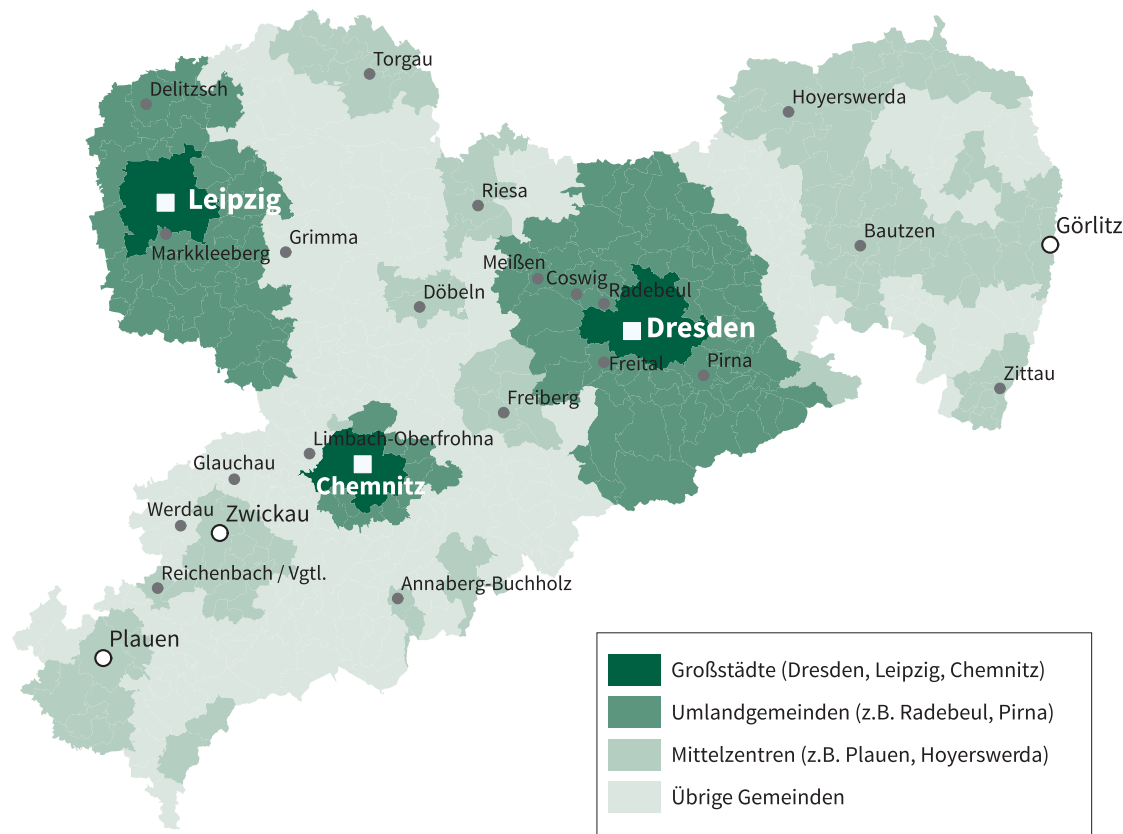 Torgau
Delitzsch
Hoyerswerda
Leipzig
Riesa
Görlitz
Grimma
Bautzen
Markkleeberg
Meißen
Coswig
Radebeul
Döbeln
Dresden
Freital
Pirna
Zittau
Freiberg
Limbach-Oberfrohna
Glauchau
Chemnitz
Werdau
Zwickau
Reichenbach / Vgtl.
Annaberg-Buchholz
Plauen
Großstädte (Dresden, Leipzig, Chemnitz)
Umlandgemeinden (z.B. Radebeul, Pirna)
Mittelzentren (z.B. Plauen, Hoyerswerda)
Übrige Gemeinden